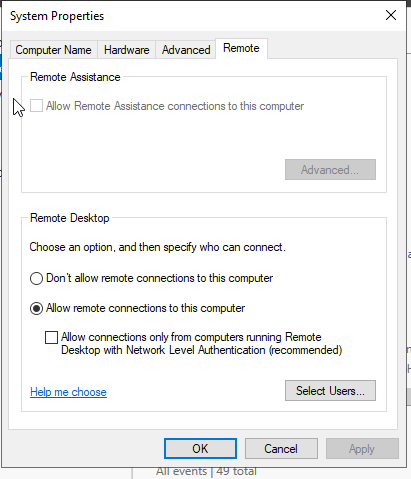 System Properties
Computer Name
Hardware
Advanced
Remote
Remote Assistance
Allow Remote Assistance connections to this computer
Advanced...
Remote Desktop
Choose an option, and then specify who can connect.
Don't allow remote connections to this computer
Allow remote connections to this computer
Allow connections only from computers running Remote
Desktop with Network Level Authentication (recommended)
Help me choose
Select Users...
OK
Cancel
Apply
All events | 49 total